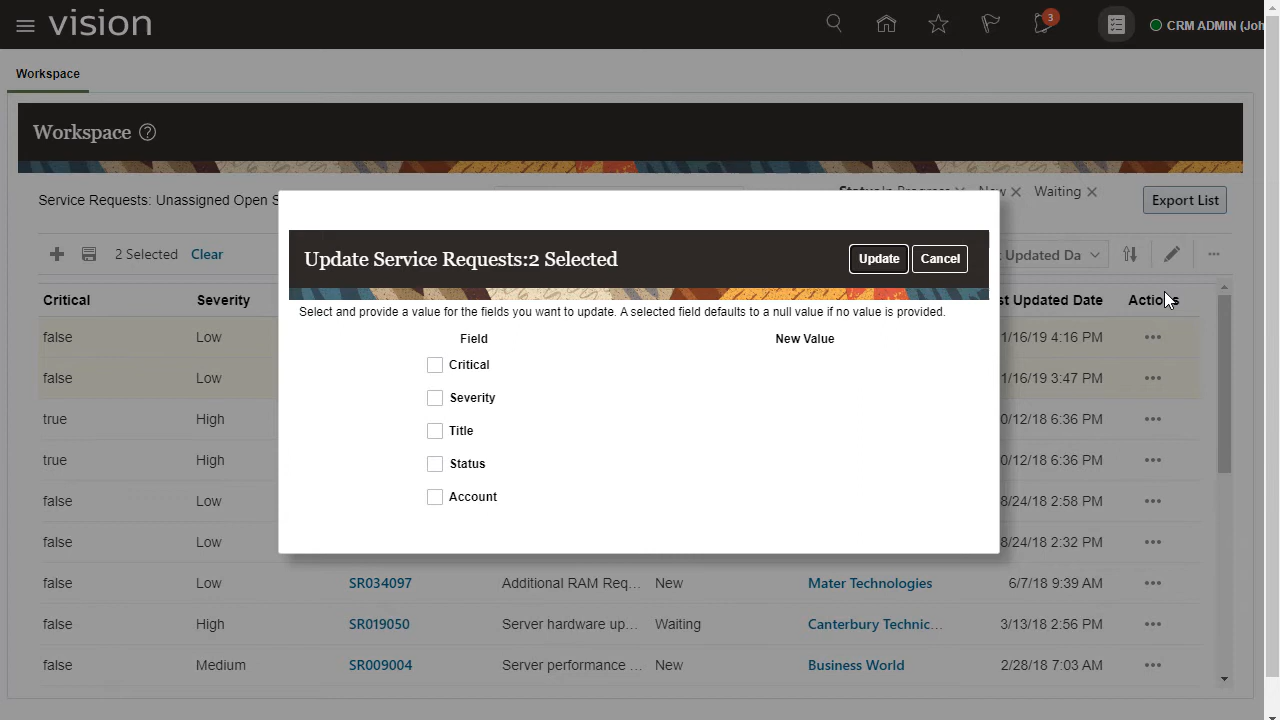 vision
3
CRM ADMIN (Joh
Workspace
Workspace ?
Service Requests: Unassigned Open S
Status In Progress New Waiting
Export List
2 Selected Clear
Updated Da
Critical Severity st Updated Date Actions
false Low 1/16/19 4:16 PM
false Low 1/16/19 3:47 PM
true High 0/12/18 6:36 PM
true High 0/12/18 6:36 PM
false Low 8/24/18 2:58 PM
false Low 8/24/18 2:32 PM
false Low SR034097 Additional RAM Req... New Mater Technologies 6/7/18 9:39 AM
false High SR019050 Server hardware up... Waiting Canterbury Technic... 3/13/18 2:56 PM
false Medium SR009004 Server performance ... New Business World 2/28/18 7:03 AM
Update Service Requests:2 Selected
Update Cancel
Select and provide a value for the fields you want to update. A selected field defaults to a null value if no value is provided.
Field New Value
Critical
Severity
Title
Status
Account